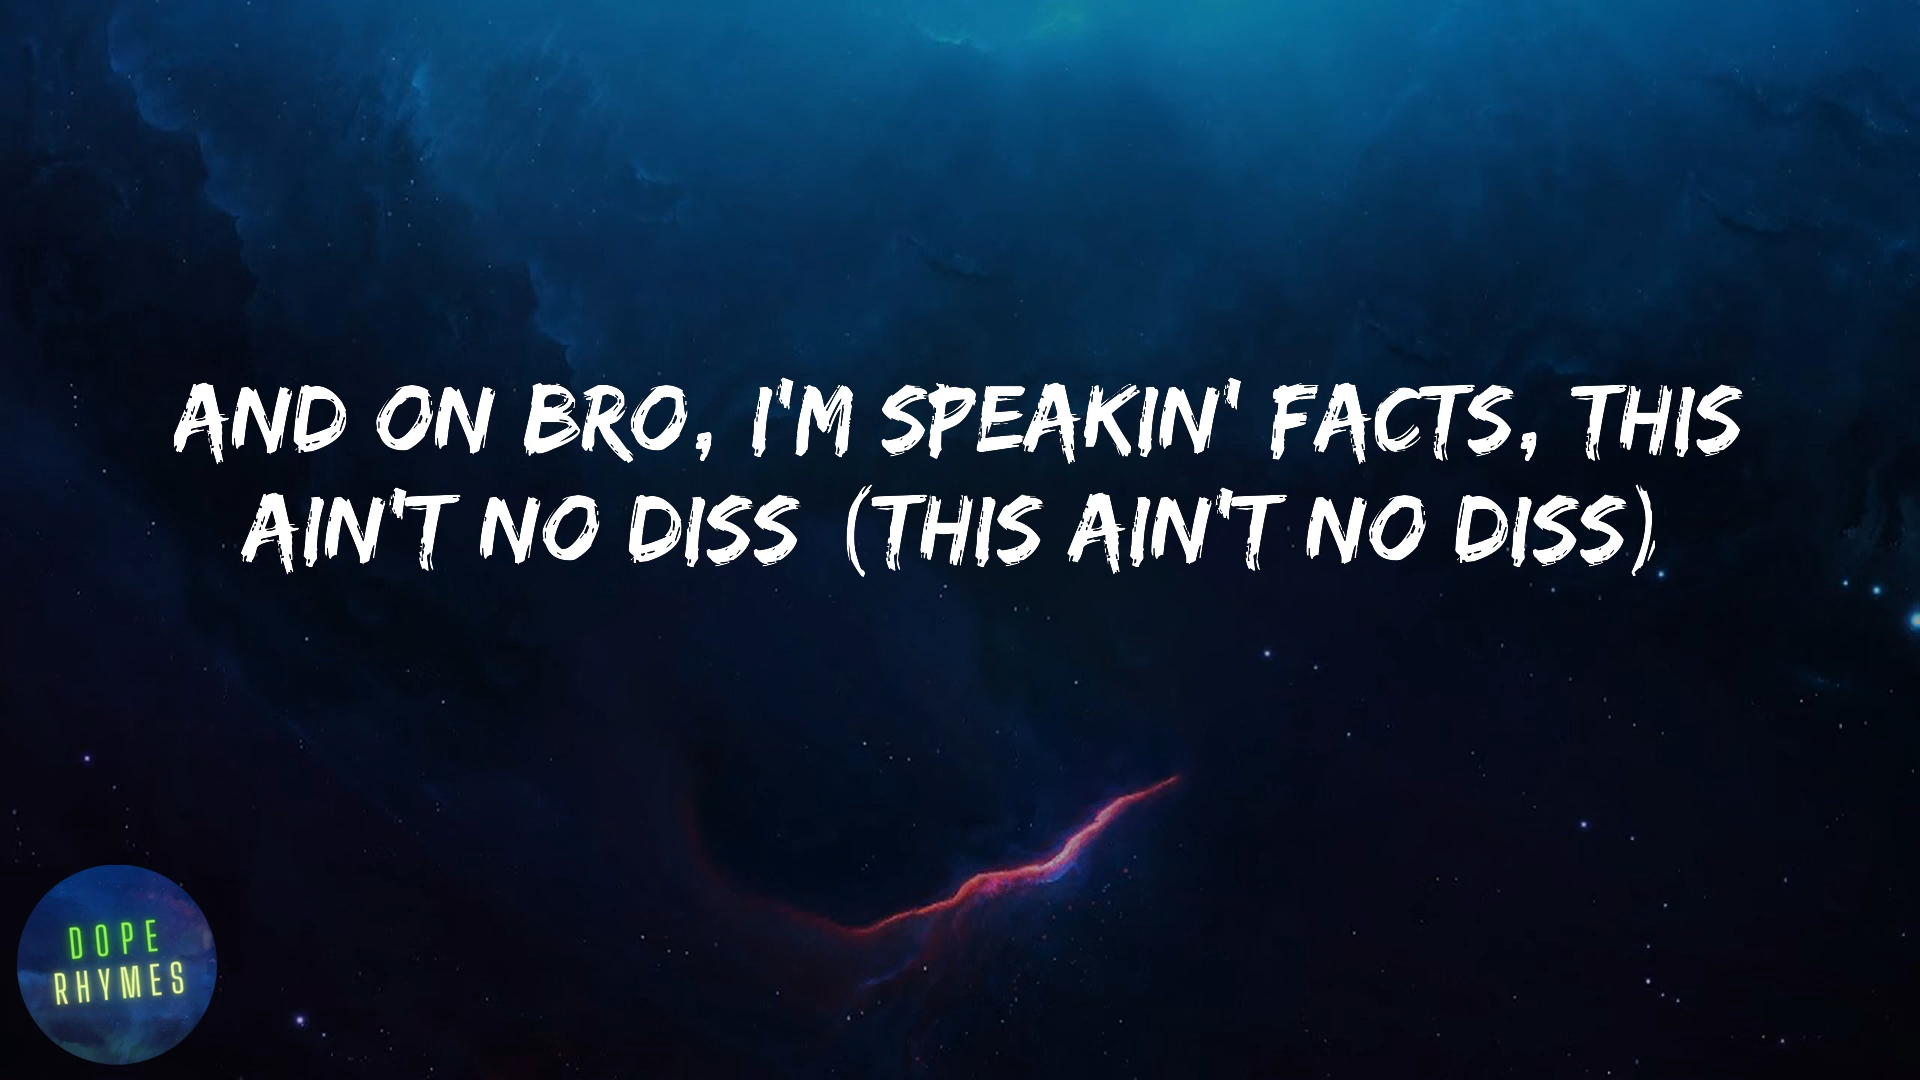 AND ON BRO, I'M SPEAKIN' FACTS, THIS
AIN'T NO DISS (THIS AIN'T NO DISS)
DOPE
RHYMES